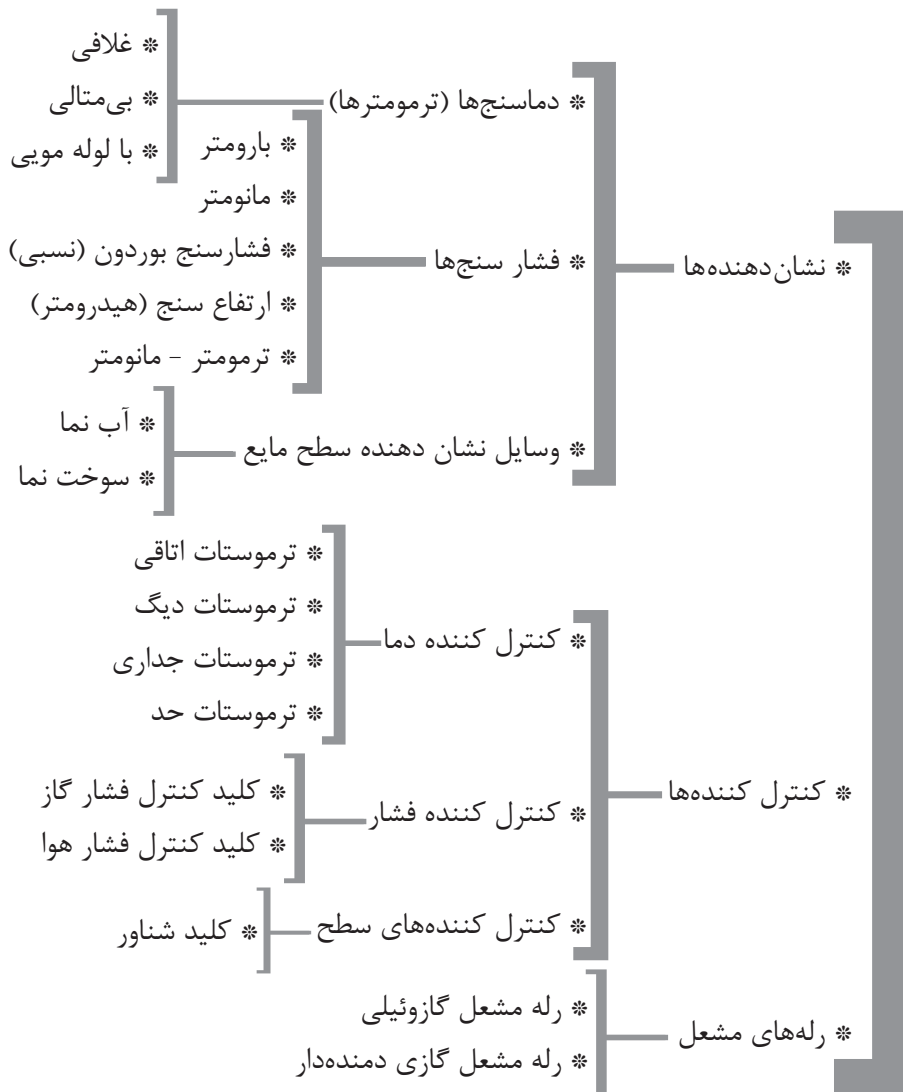 ❊ نشان‌دهنده‌ها
❊ دماسنج‌ها (ترمومترها)
❊ غلافی
❊ بی‌متالی
❊ با لوله مویی
❊ فشار سنج‌ها
❊ بارومتر
❊ مانومتر
❊ فشارسنج بوردون (نسبی)
❊ ارتفاع سنج (هیدرومتر)
❊ ترمومتر – مانومتر
❊ وسایل نشان دهنده سطح مایع
❊ آب نما
❊ سوخت نما
❊ کنترل کننده‌ها
❊ کنترل کننده دما
❊ ترموستات اتاقی
❊ ترموستات دیگ
❊ ترموستات جداری
❊ ترموستات حد
❊ کنترل کننده فشار
❊ کلید کنترل فشار گاز
❊ کلید کنترل فشار هوا
❊ کنترل کننده‌های سطح
❊ کلید شناور
❊ رله‌های مشعل
❊ رله مشعل گازوئیلی
❊ رله مشعل گازی دمنده‌دار